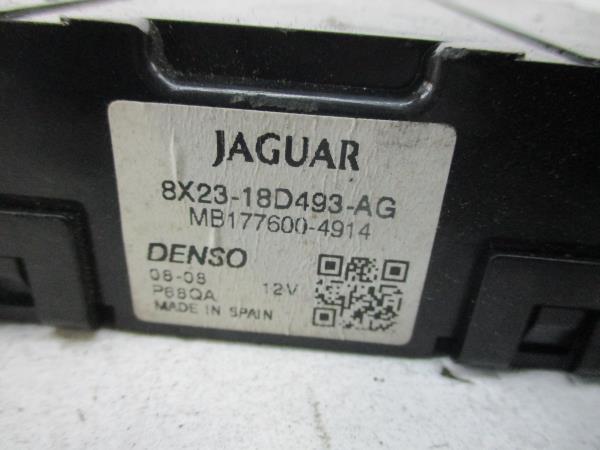 JAGUAR
8X23-18D493-AG
MB177600-4914
DENSO
08-08 12V
P68QA
MADE IN SPAIN